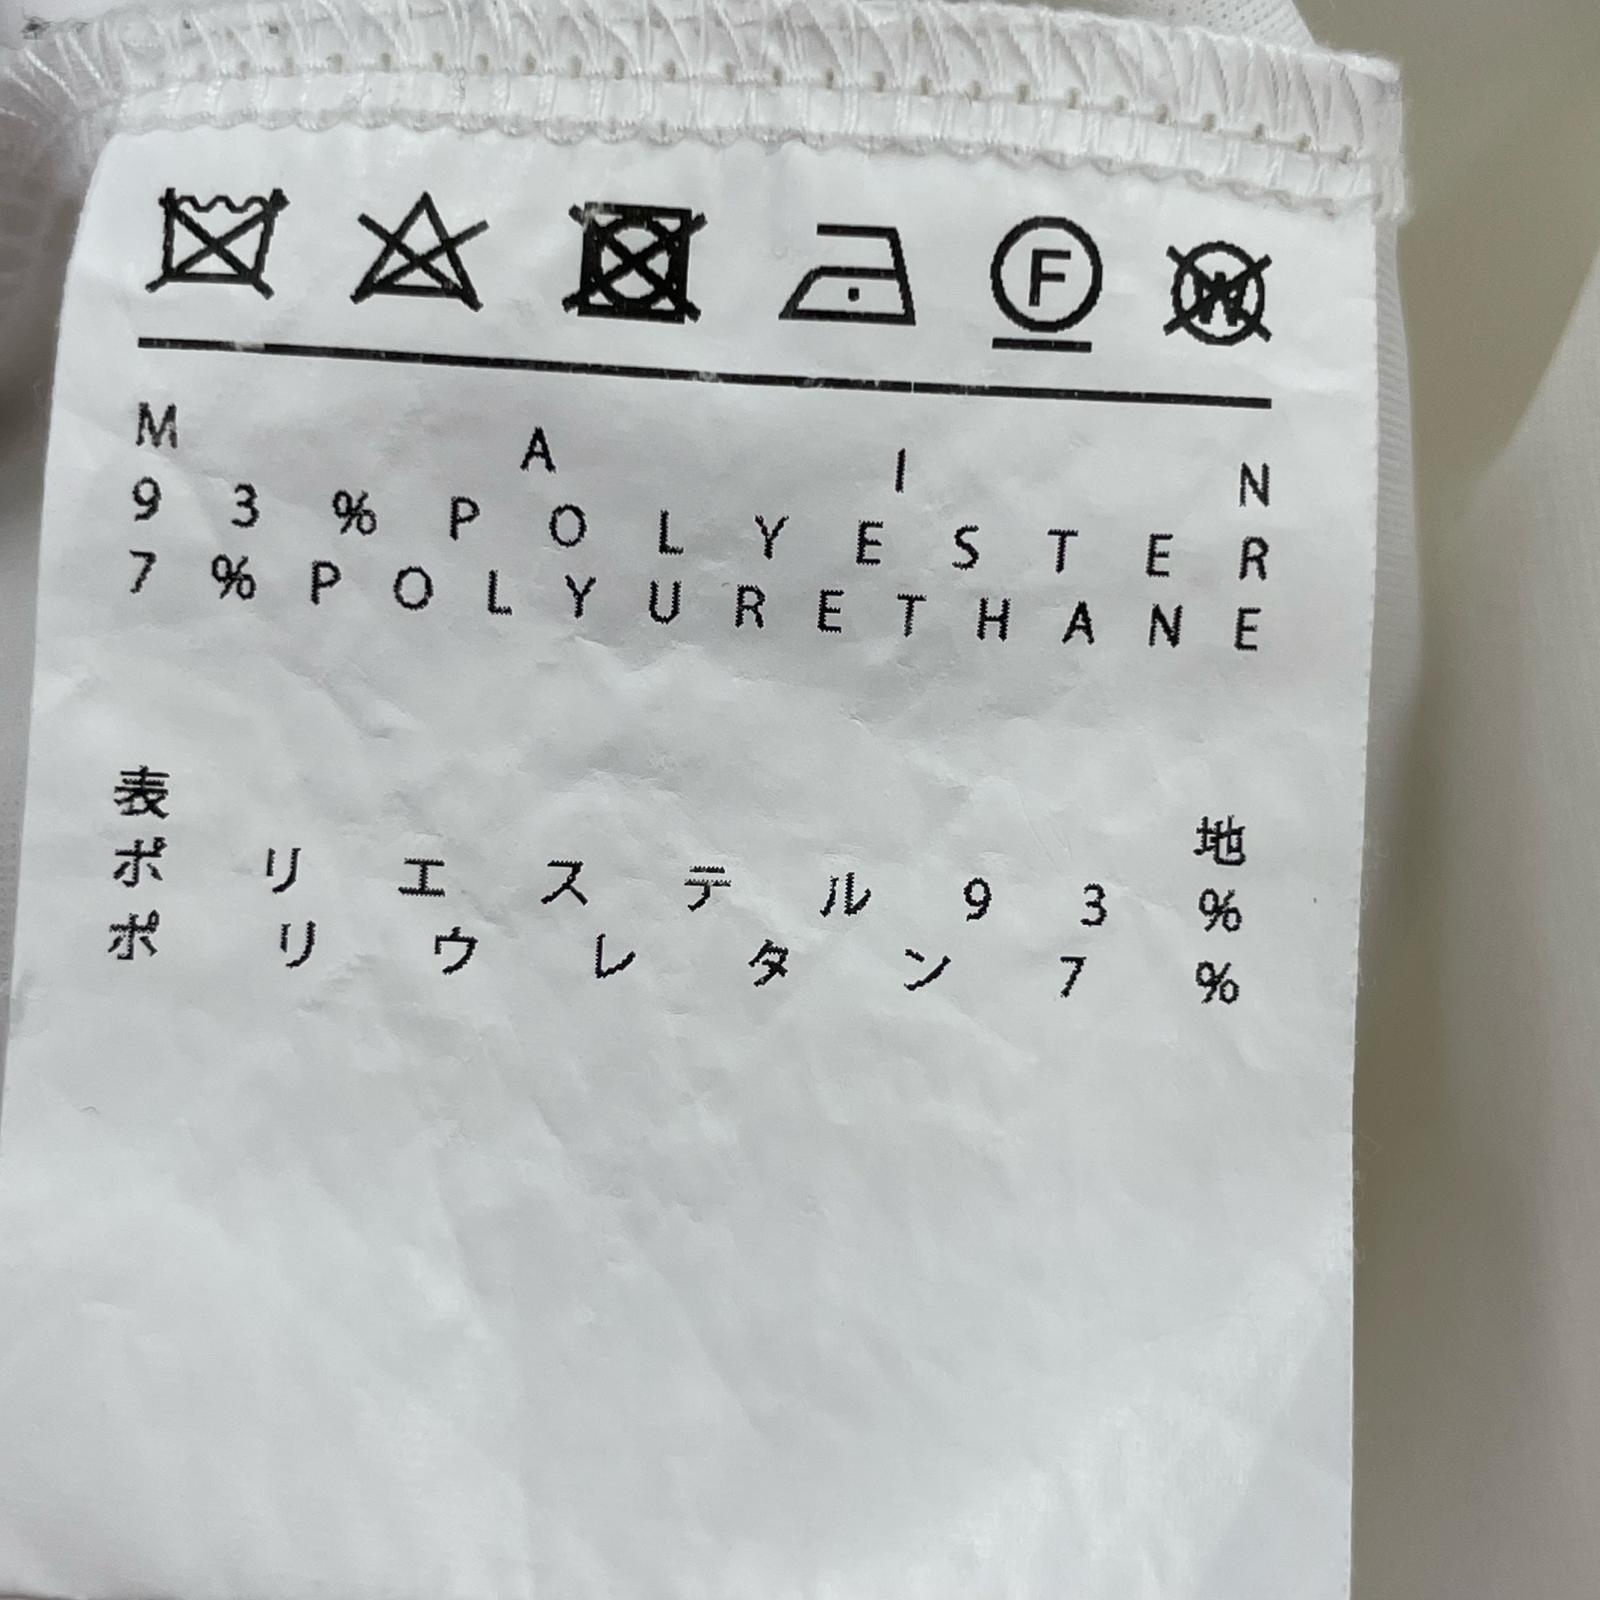 F
W
MAIN
93%POLYESTER
7%POLYURETHANE
表地
ポリエステル93%
ポリウレタン7%